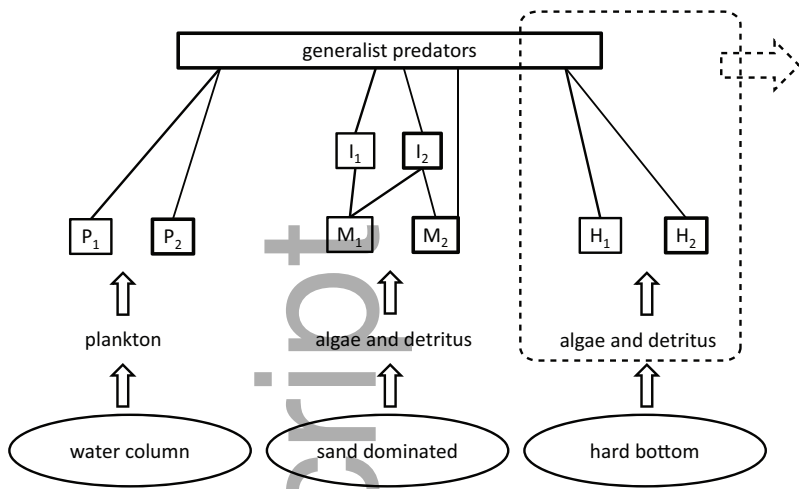 generalist predators
I₁
I₂
P₁
P₂
M₁
M₂
H₁
H₂
plankton
algae and detritus
algae and detritus
water column
sand dominated
hard bottom
cript